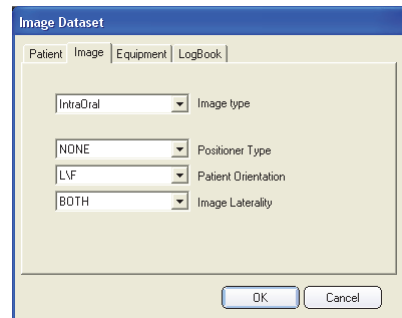 Image Dataset
Patient Image Equipment LogBook
IntraOral Image type
NONE Positioner Type
L\F Patient Orientation
BOTH Image Laterality
OK Cancel